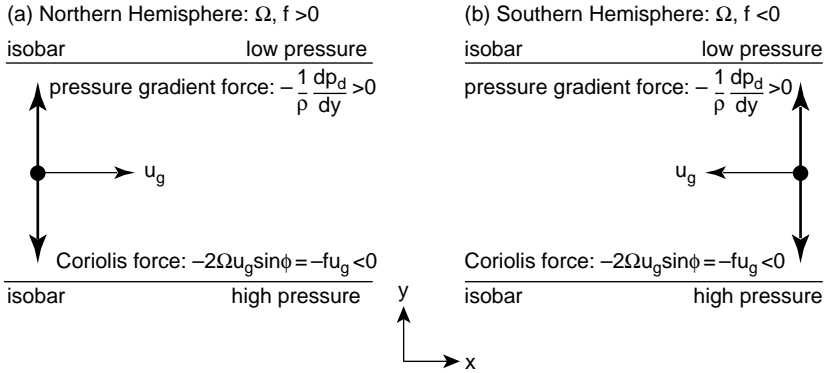 (a) Northern Hemisphere: Ω, f >0
isobar low pressure
pressure gradient force: − 1/ρ dp_d/dy >0
u_g
Coriolis force: −2Ωu_g sinϕ = −fu_g <0
isobar high pressure
(b) Southern Hemisphere: Ω, f <0
isobar low pressure
pressure gradient force: − 1/ρ dp_d/dy >0
u_g
Coriolis force: −2Ωu_g sinϕ = −fu_g <0
isobar high pressure
y
x